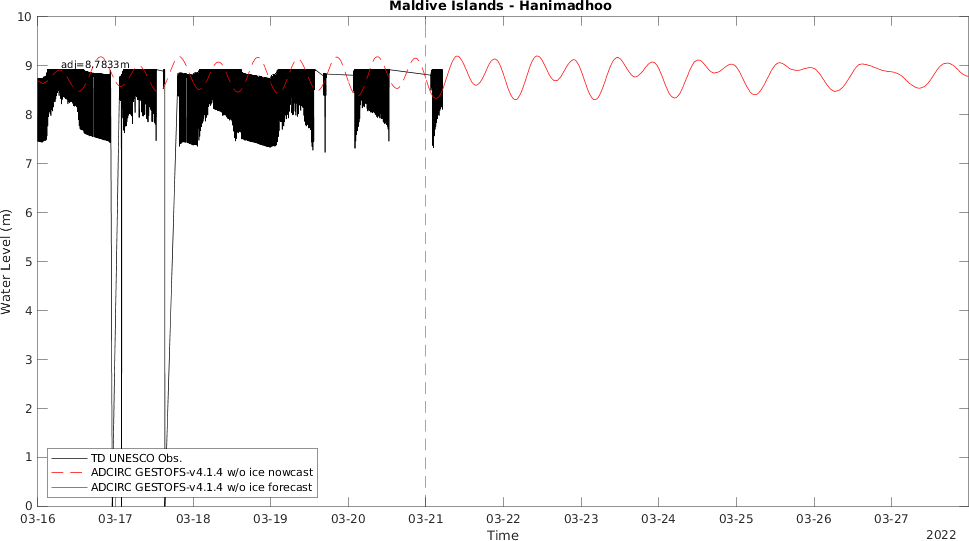 Maldive Islands - Hanimadhoo
10
9
8
7
6
5
4
3
2
1
0
Water Level (m)
adj=8.7833m
TD UNESCO Obs.
ADCIRC GESTOFS-v4.1.4 w/o ice nowcast
ADCIRC GESTOFS-v4.1.4 w/o ice forecast
03-16 03-17 03-18 03-19 03-20 03-21 03-22 03-23 03-24 03-25 03-26 03-27
Time
2022